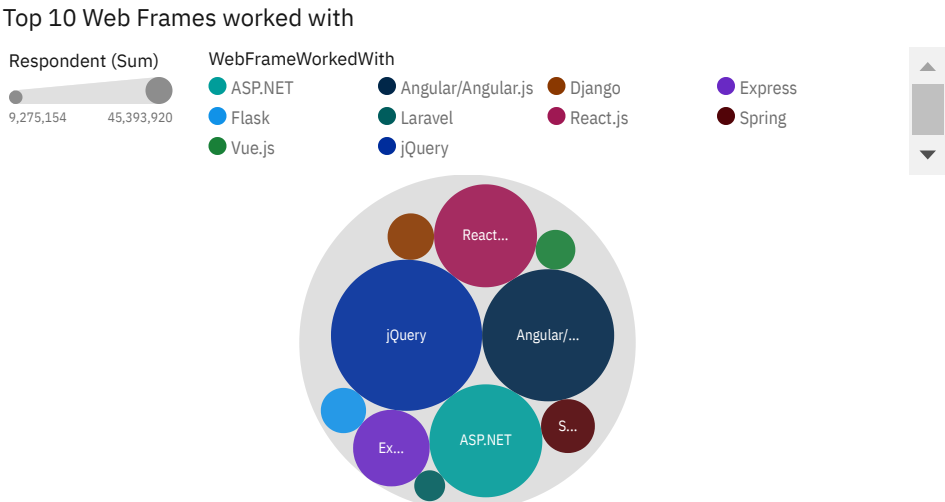 Top 10 Web Frames worked with
Respondent (Sum)
9,275,154 45,393,920
WebFrameWorkedWith
ASP.NET Angular/Angular.js Django Express
Flask Laravel React.js Spring
Vue.js jQuery
React...
jQuery Angular/...
S...
Ex... ASP.NET